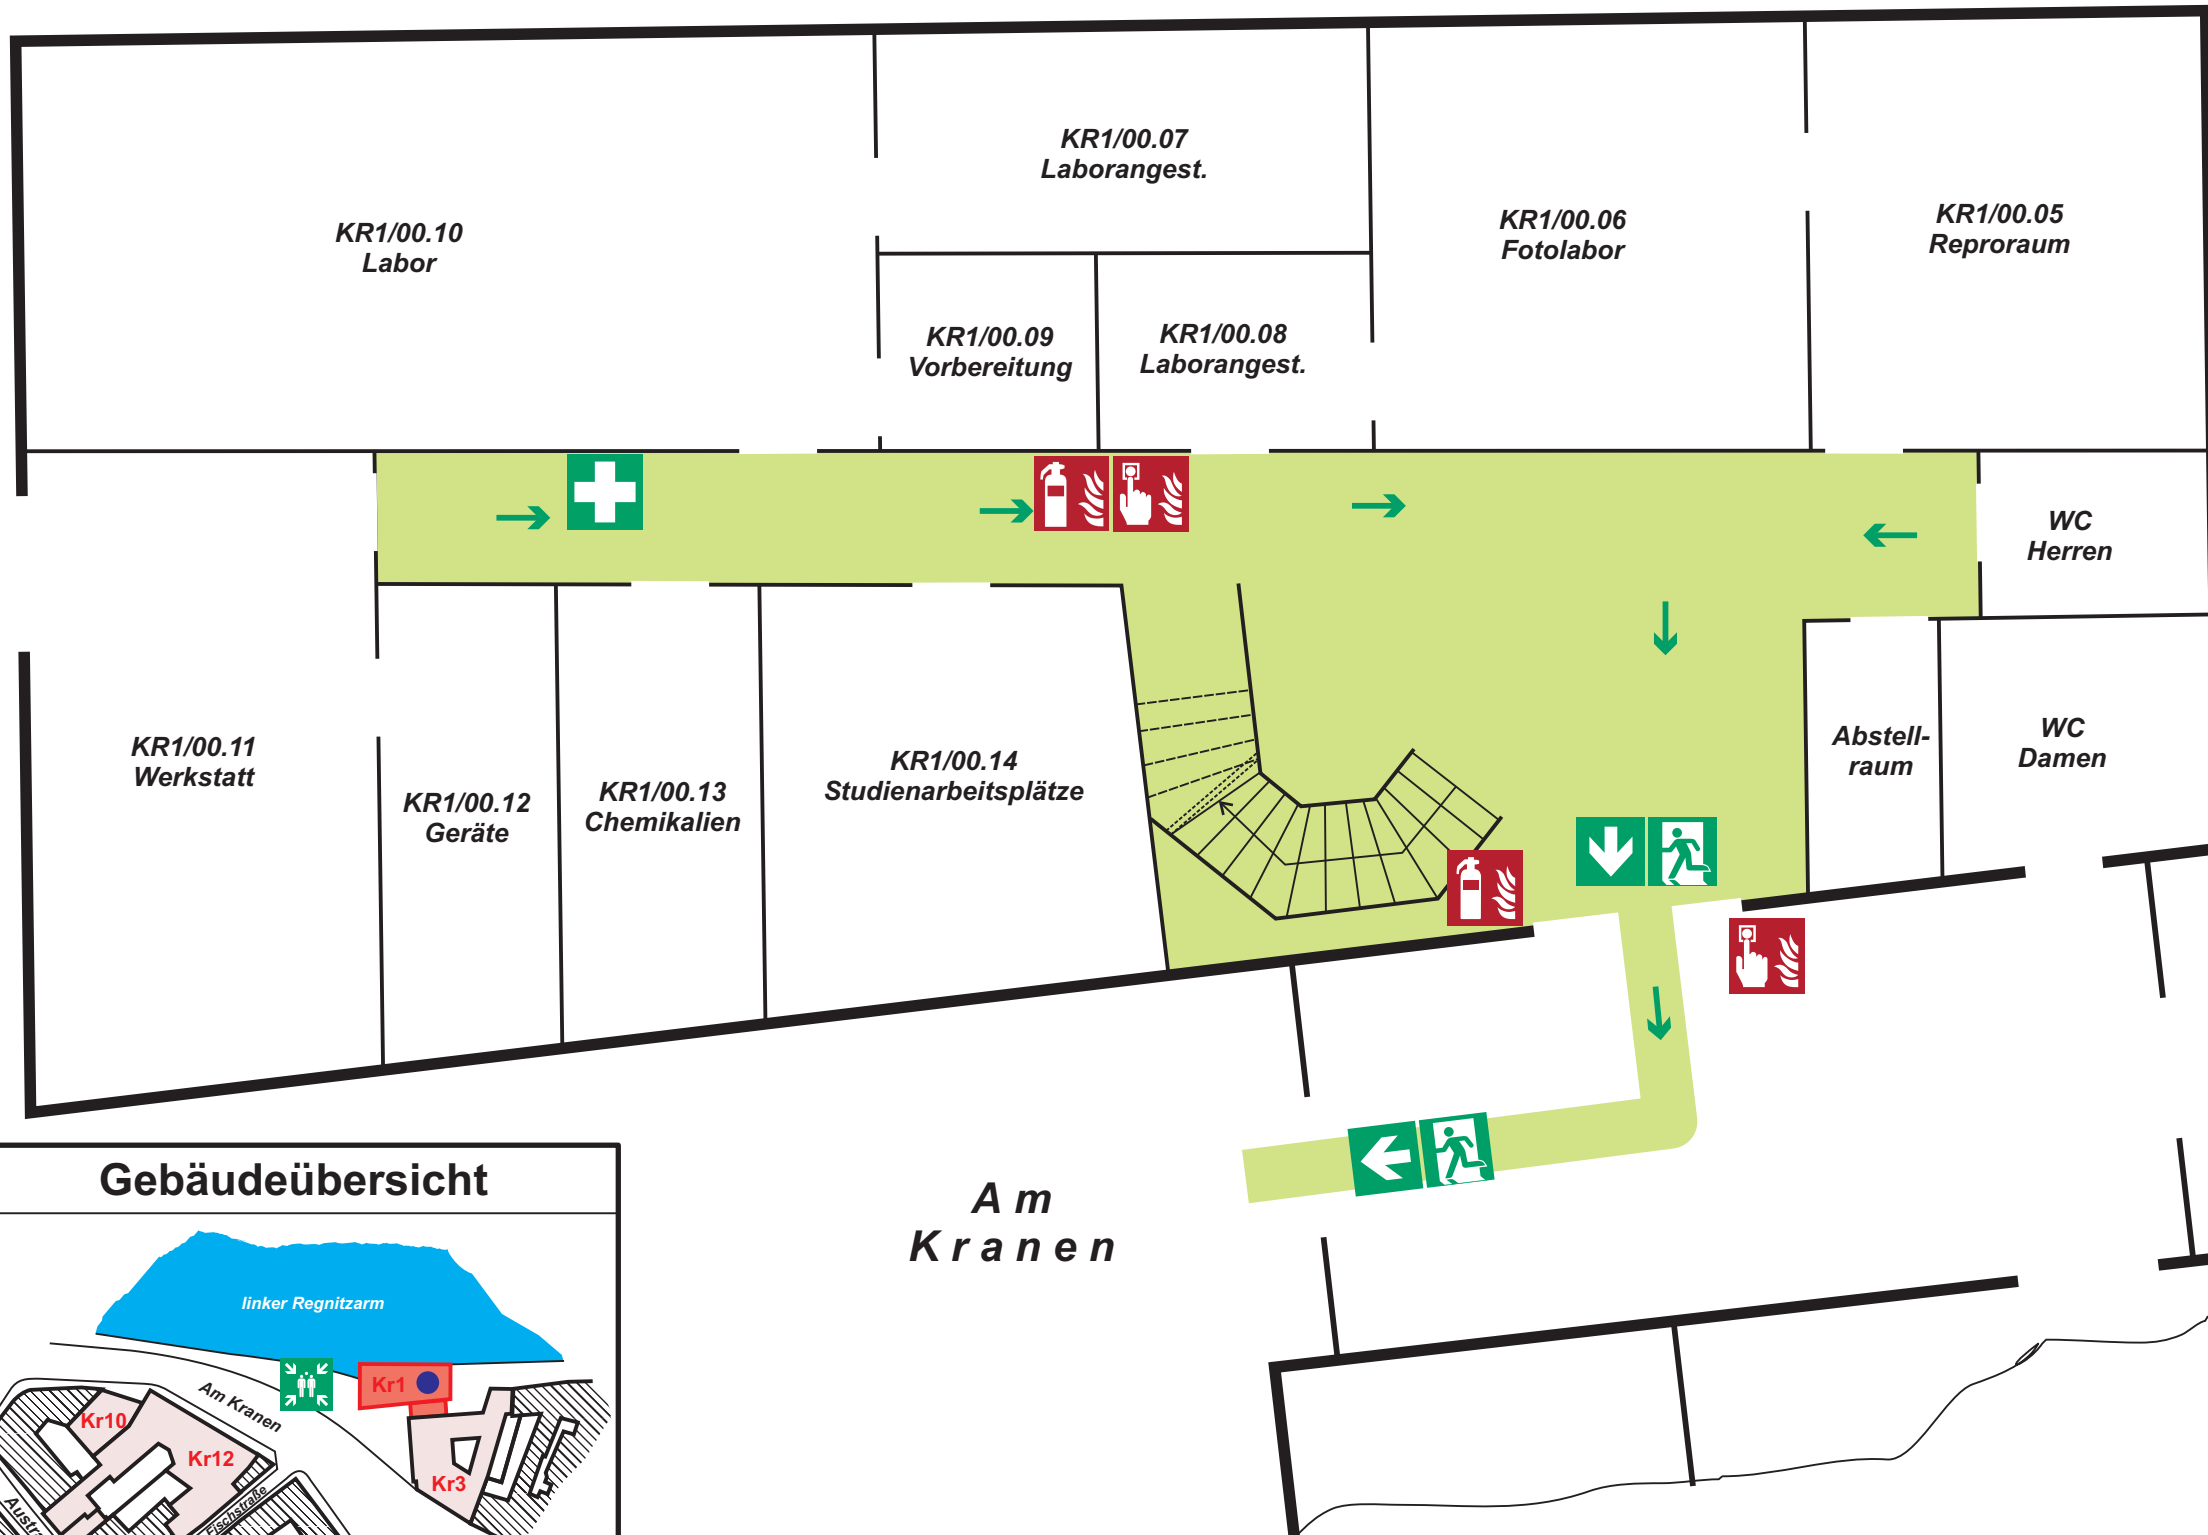 KR1/00.07
Laborangest.
KR1/00.10
Labor
KR1/00.06
Fotolabor
KR1/00.05
Reproraum
KR1/00.09
Vorbereitung
KR1/00.08
Laborangest.
WC
Herren
KR1/00.11
Werkstatt
KR1/00.12
Geräte
KR1/00.13
Chemikalien
KR1/00.14
Studienarbeitsplätze
Abstell-
raum
WC
Damen
Am
Kranen
Gebäudeübersicht
linker Regnitzarm
Kr1
Am Kranen
Kr10
Kr12
Kr3
Fischstraße